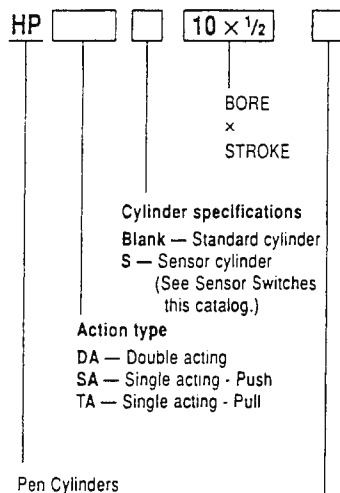 HP 10 × 1/2
BORE
×
STROKE
Cylinder specifications
Blank — Standard cylinder
S — Sensor cylinder
(See Sensor Switches
this catalog.)
Action type
DA — Double acting
SA — Single acting - Push
TA — Single acting - Pull
Pen Cylinders